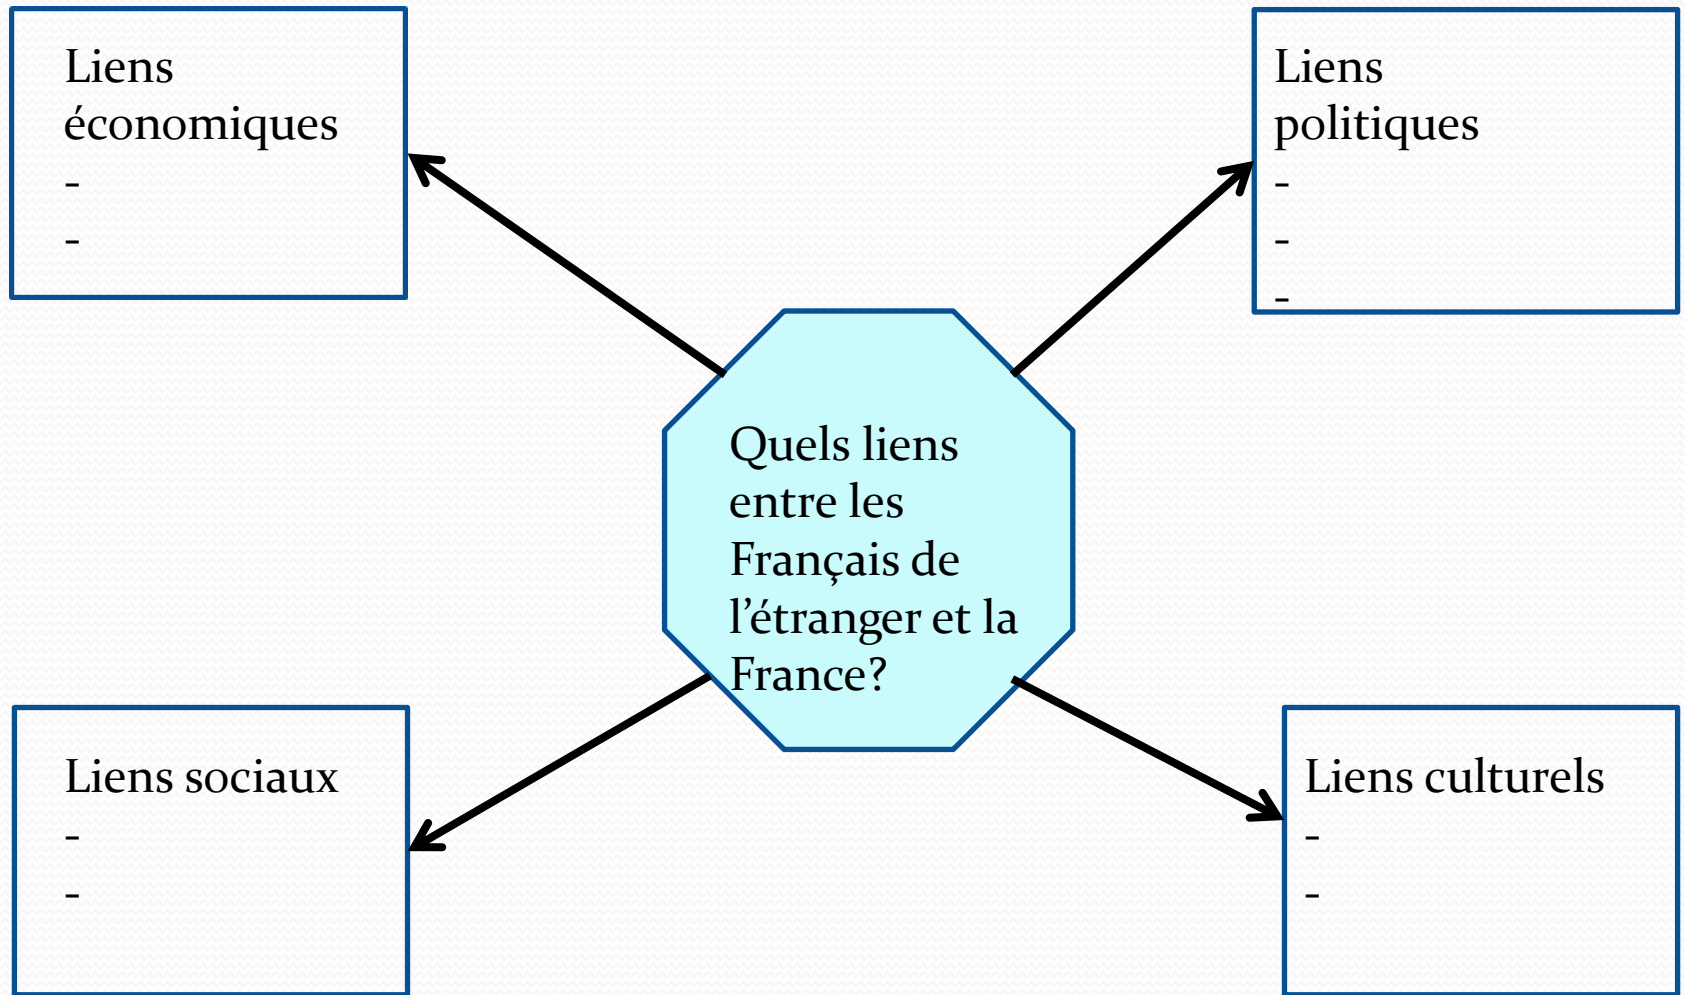 Liens
économiques
-
-
Liens
politiques
-
-
-
Quels liens
entre les
Français de
l’étranger et la
France?
Liens sociaux
-
-
Liens culturels
-
-